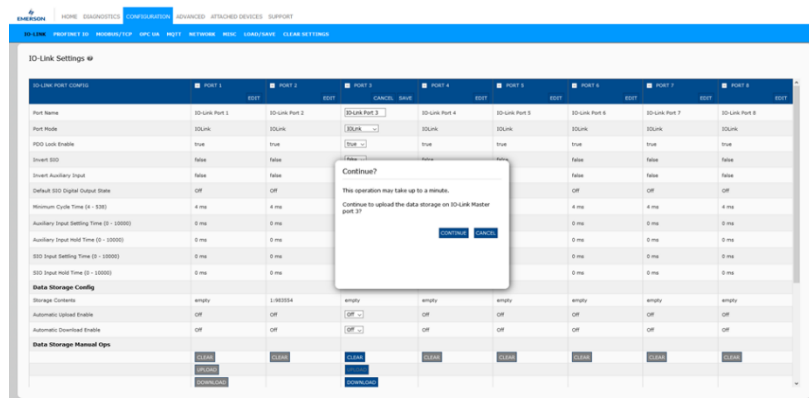 EMERSON HOME DIAGNOSTICS CONFIGURATION ADVANCED ATTACHED DEVICES SUPPORT
IO-LINK PROFINET IO MODBUS/TCP OPC UA MQTT NETWORK MISC LOAD/SAVE CLEAR SETTINGS
IO-Link Settings
IO-LINK PORT CONFIG PORT 1 PORT 2 PORT 3 PORT 4 PORT 5 PORT 6 PORT 7 PORT 8
EDIT EDIT CANCEL SAVE EDIT EDIT EDIT EDIT EDIT
Port Name IO-Link Port 1 IO-Link Port 2 IO-Link Port 3 IO-Link Port 4 IO-Link Port 5 IO-Link Port 6 IO-Link Port 7 IO-Link Port 8
Port Mode IOLink IOLink IOLink IOLink IOLink IOLink IOLink IOLink
PDO Lock Enable true true true true true true true true
Invert SIO false false false false false false false false
Invert Auxiliary Input false false false false false
Default SIO Digital Output State Off Off Off Off Off
Minimum Cycle Time (4 - 538) 4 ms 4 ms 4 ms 4 ms 4 ms
Auxiliary Input Settling Time (0 - 10000) 0 ms 0 ms 0 ms 0 ms 0 ms
Auxiliary Input Hold Time (0 - 10000) 0 ms 0 ms 0 ms 0 ms 0 ms
SIO Input Settling Time (0 - 10000) 0 ms 0 ms 0 ms 0 ms 0 ms
SIO Input Hold Time (0 - 10000) 0 ms 0 ms 0 ms 0 ms 0 ms
Continue?
This operation may take up to a minute.
Continue to upload the data storage on IO-Link Master
port 3?
CONTINUE CANCEL
Data Storage Config
Storage Contents empty 1:983554 empty empty empty empty empty empty
Automatic Upload Enable Off Off Off Off Off Off Off Off
Automatic Download Enable Off Off Off Off Off Off Off Off
Data Storage Manual Ops
CLEAR CLEAR CLEAR CLEAR CLEAR CLEAR CLEAR CLEAR
UPLOAD UPLOAD
DOWNLOAD DOWNLOAD